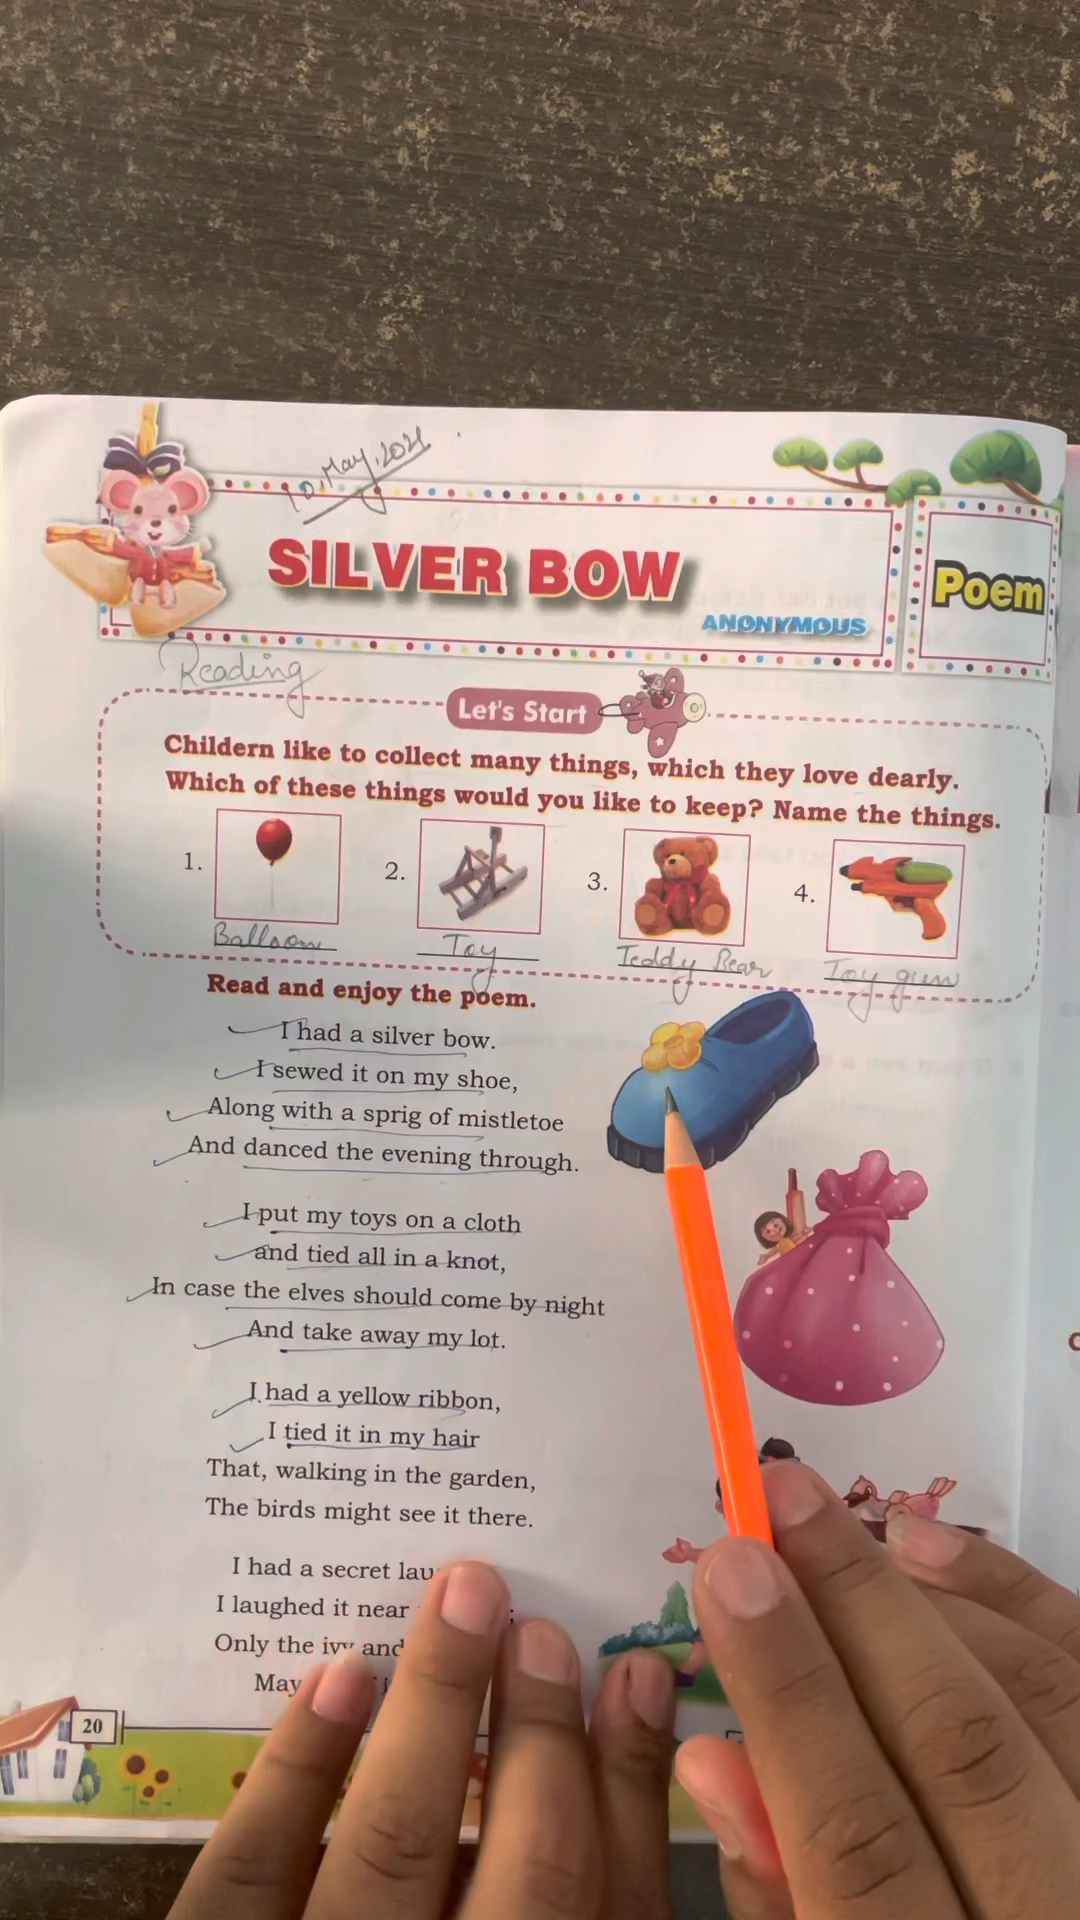 10, May, 2021
SILVER BOW
Poem
ANONYMOUS
Reading
Let's Start
Childern like to collect many things, which they love dearly.
Which of these things would you like to keep? Name the things.
1. 2. 3. 4.
Balloon Toy Teddy Bear Toy gun
Read and enjoy the poem.
I had a silver bow.
I sewed it on my shoe,
Along with a sprig of mistletoe
And danced the evening through.
I put my toys on a cloth
and tied all in a knot,
In case the elves should come by night
And take away my lot.
I had a yellow ribbon,
I tied it in my hair
That, walking in the garden,
The birds might see it there.
I had a secret
I laughed it near
Only the ivy and
May
20